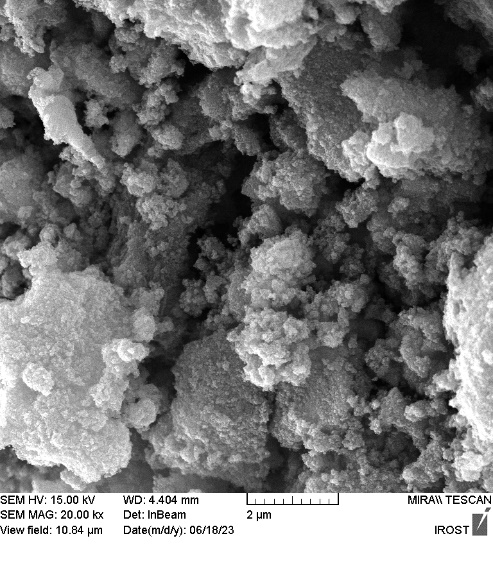 SEM HV: 15.00 kV WD: 4.404 mm MIRA\\ TESCAN
SEM MAG: 20.00 kx Det: InBeam 2 µm
View field: 10.84 µm Date(m/d/y): 06/18/23 IROST